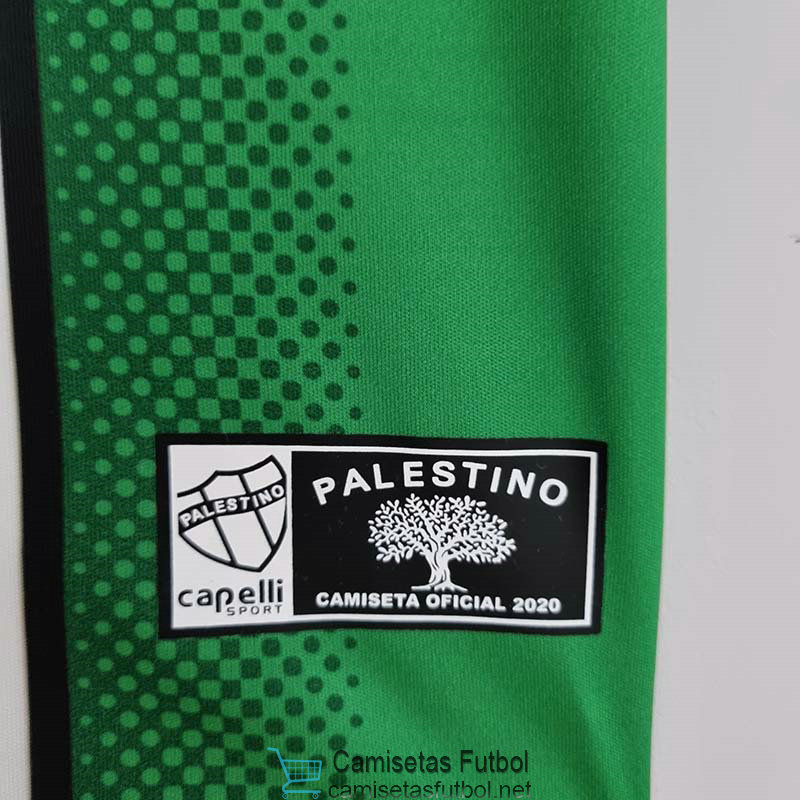 PALESTINO
capelli
SPORT
PALESTINO
CAMISETA OFICIAL 2020
Camisetas Futbol
camisetasfutbol.net